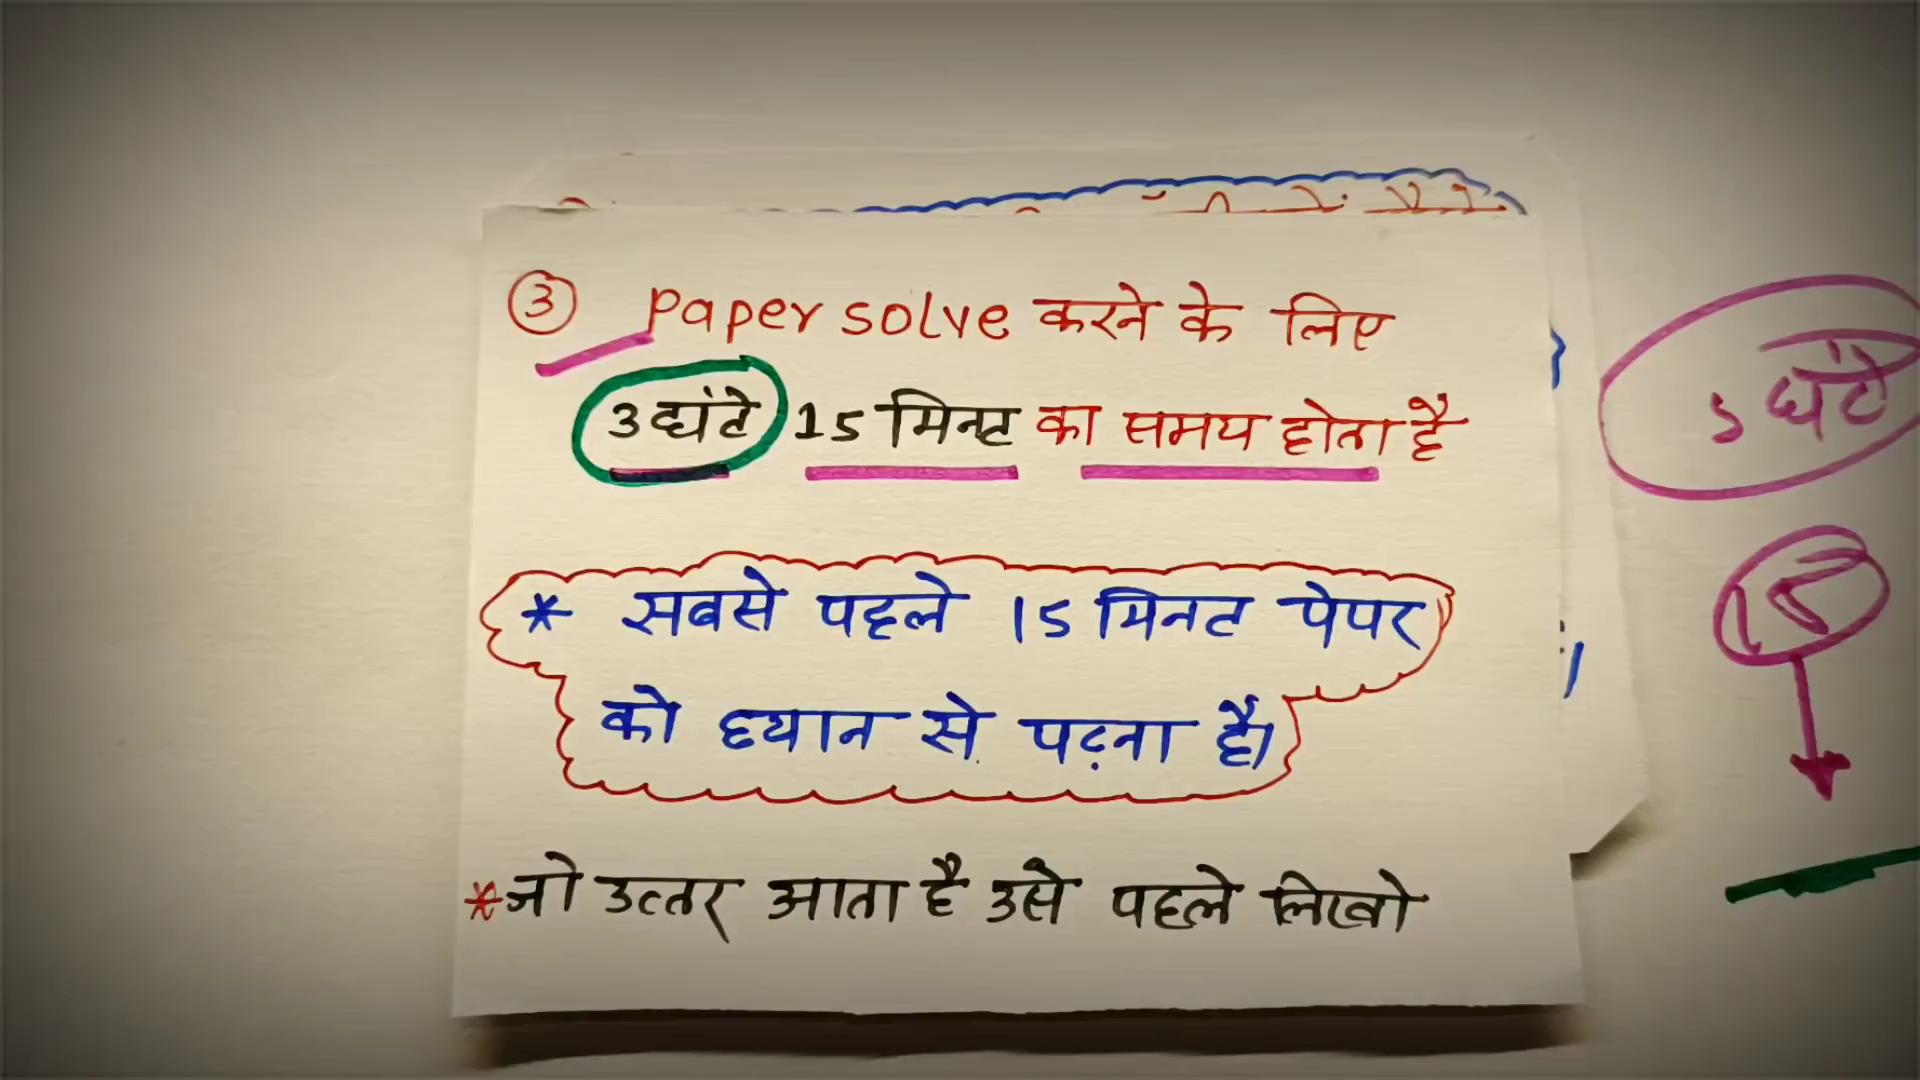 ③ Paper solve करने के लिए
3 घंटे 15 मिनट का समय होता है
* सबसे पहले 15 मिनट पेपर
को ध्यान से पढ़ना है।
* जो उत्तर आता है उसे पहले लिखो
घंटे
15